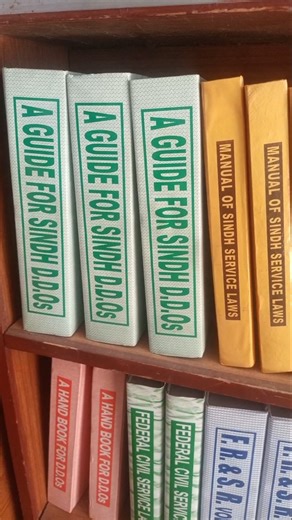 A GUIDE FOR SINDH D.D.Os
A GUIDE FOR SINDH D.D.Os
A GUIDE FOR SINDH D.D.Os
MANUAL OF SINDH SERVICE LAWS
MANUAL OF SINDH SERVICE LAWS
A HAND BOOK FOR D.D.Os
A HAND BOOK FOR D.D.Os
FEDERAL CIVIL SERVICE
FEDERAL CIVIL SERVICE
F.R.& S.R.
F.R.& S.R.